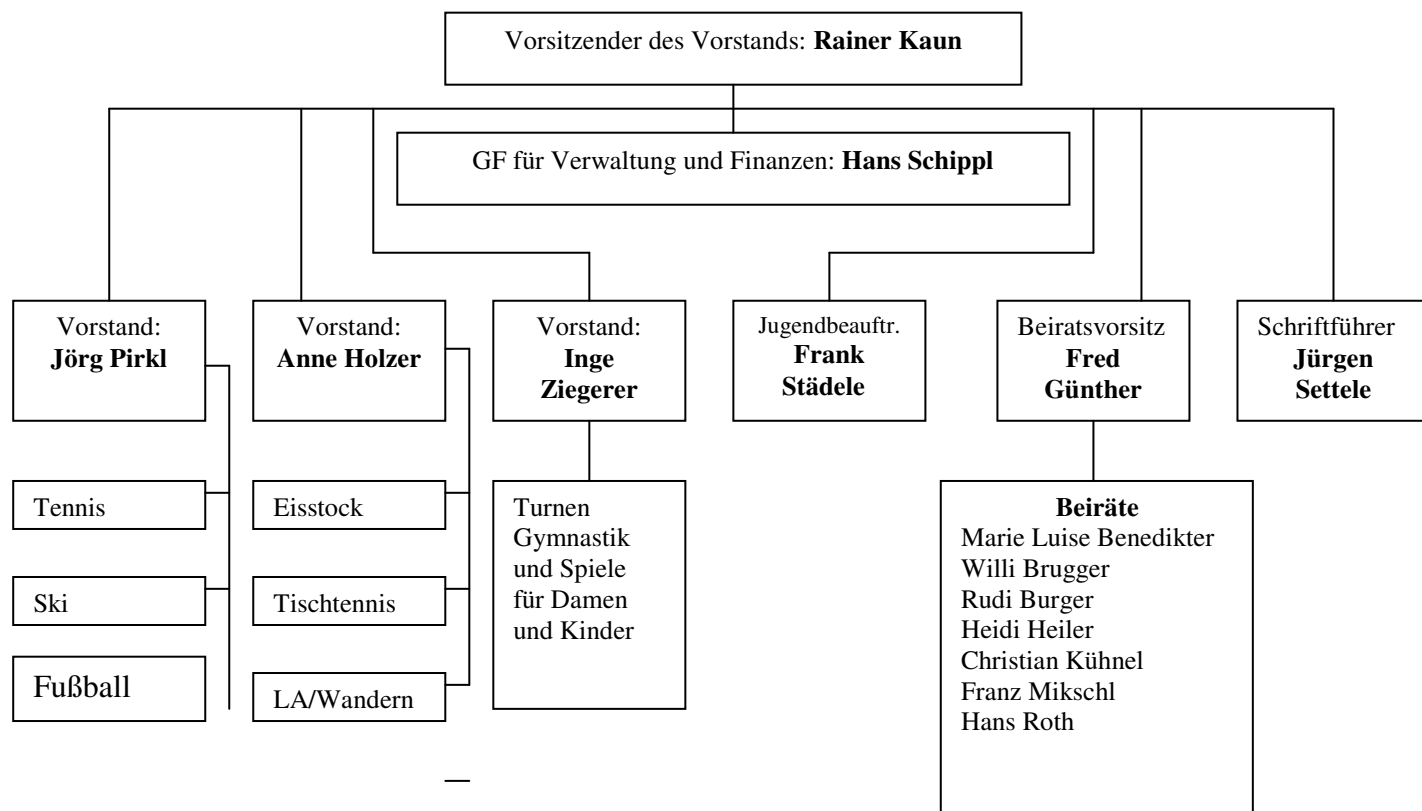 Vorsitzender des Vorstands: Rainer Kaun
GF für Verwaltung und Finanzen: Hans Schippl
Vorstand:
Jörg Pirkl
Vorstand:
Anne Holzer
Vorstand:
Inge
Ziegerer
Jugendbeauftr.
Frank
Städele
Beiratsvorsitz
Fred
Günther
Schriftführer
Jürgen
Settele
Tennis
Ski
Fußball
Eisstock
Tischtennis
LA/Wandern
Turnen
Gymnastik
und Spiele
für Damen
und Kinder
Beiräte
Marie Luise Benedikter
Willi Brugger
Rudi Burger
Heidi Heiler
Christian Kühnel
Franz Mikschl
Hans Roth